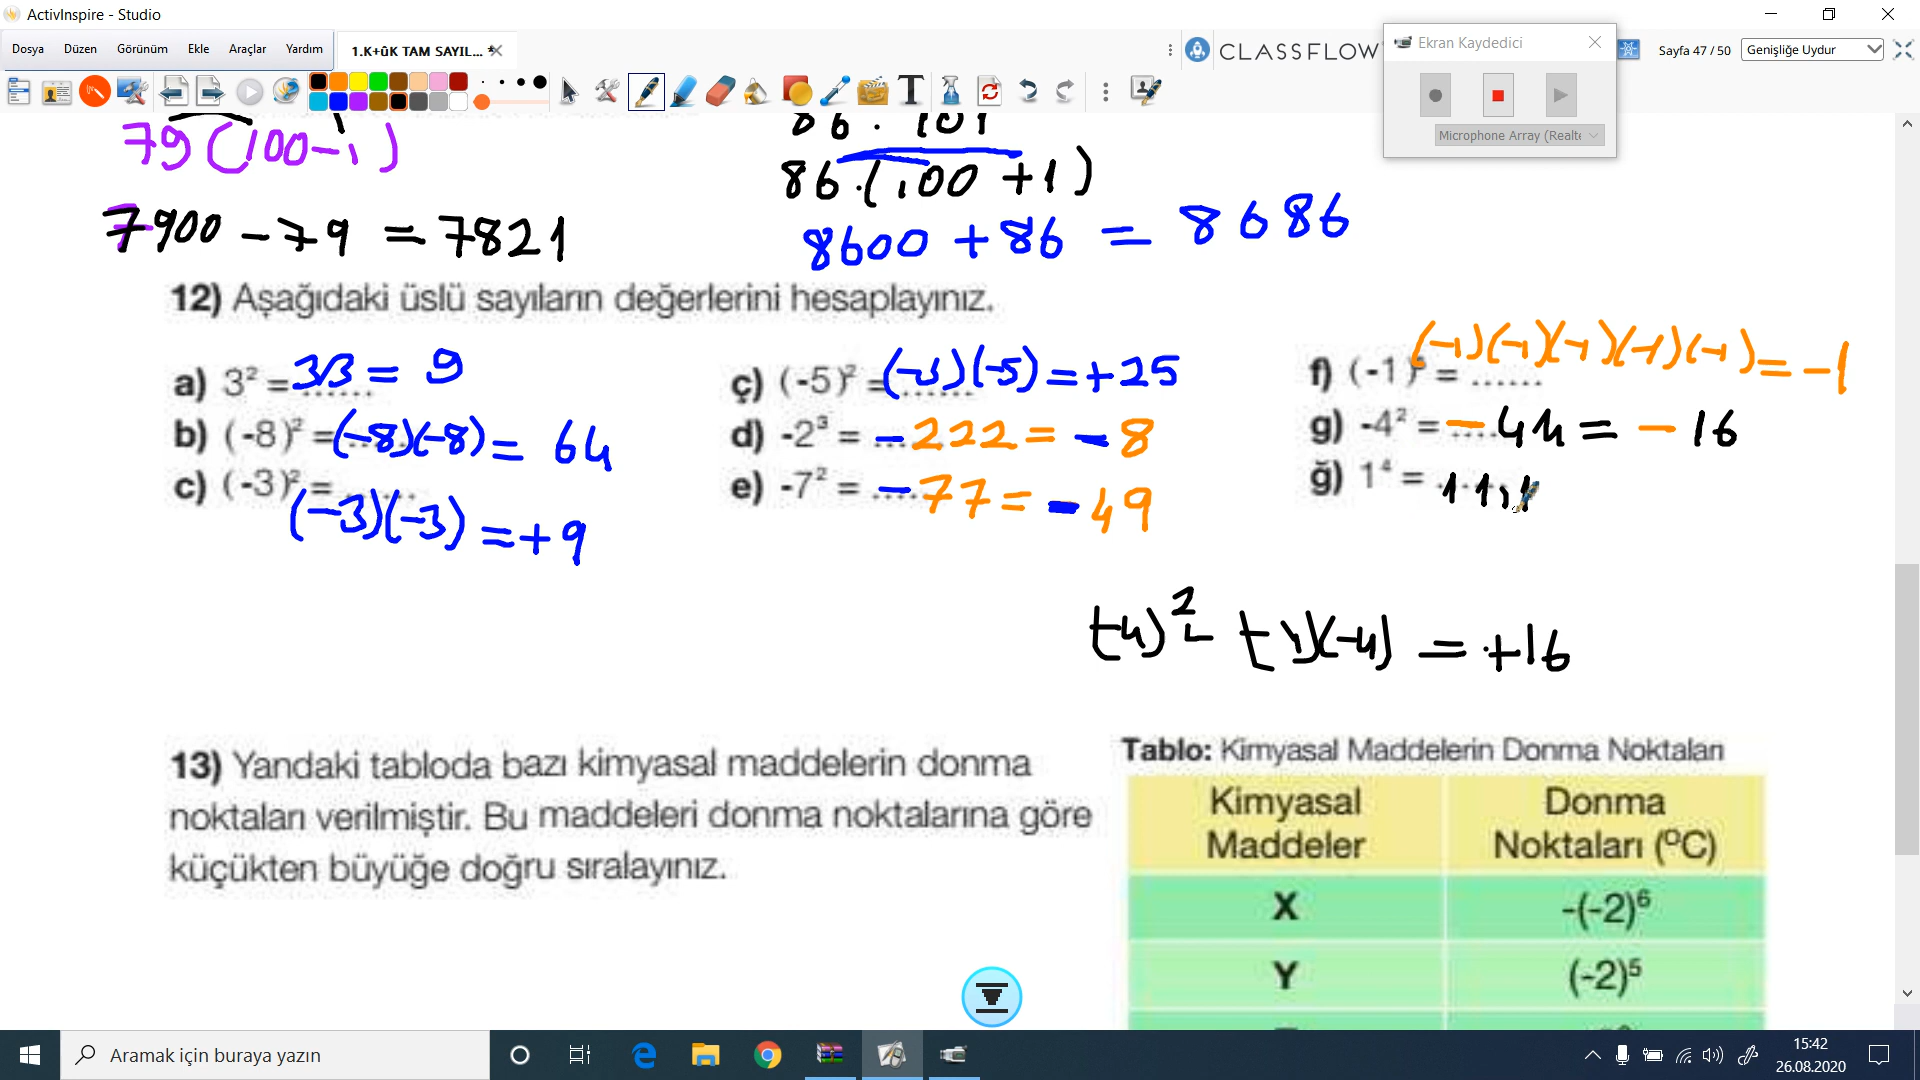 ActivInspire - Studio
Dosya Düzen Görünüm Ekle Araçlar Yardım
1.K+ûK TAM SAYIL... *
CLASSFLOW
Ekran Kaydedici
Microphone Array (Realte
Sayfa 47 / 50
Genişliğe Uydur
79 (100-1)
7900 - 79 = 7821
86 . 101
86 . (100 + 1)
8600 + 86 = 8686
12) Aşağıdaki üslü sayıların değerlerini hesaplayınız.
a) 3² = 3.3 = 9
b) (-8)² = (-8)(-8) = 64
c) (-3)² = ......
(-3)(-3) = +9
ç) (-5)² = (-5)(-5) = +25
d) -2³ = - 222 = - 8
e) -7² = .... - 77 = - 49
f) (-1) = ......
(-1)(-1)(-1)(-1)(-1) = -1
g) -4² = - 44 = - 16
ğ) 1⁴ = 1.1.1
(-4)² (-4)(-4) = +16
13) Yandaki tabloda bazı kimyasal maddelerin donma
noktaları verilmiştir. Bu maddeleri donma noktalarına göre
küçükten büyüğe doğru sıralayınız.
Tablo: Kimyasal Maddelerin Donma Noktaları
Kimyasal Maddeler
Donma Noktaları (⁰C)
X -(-2)⁶
Y (-2)⁵
Aramak için buraya yazın
15:42
26.08.2020